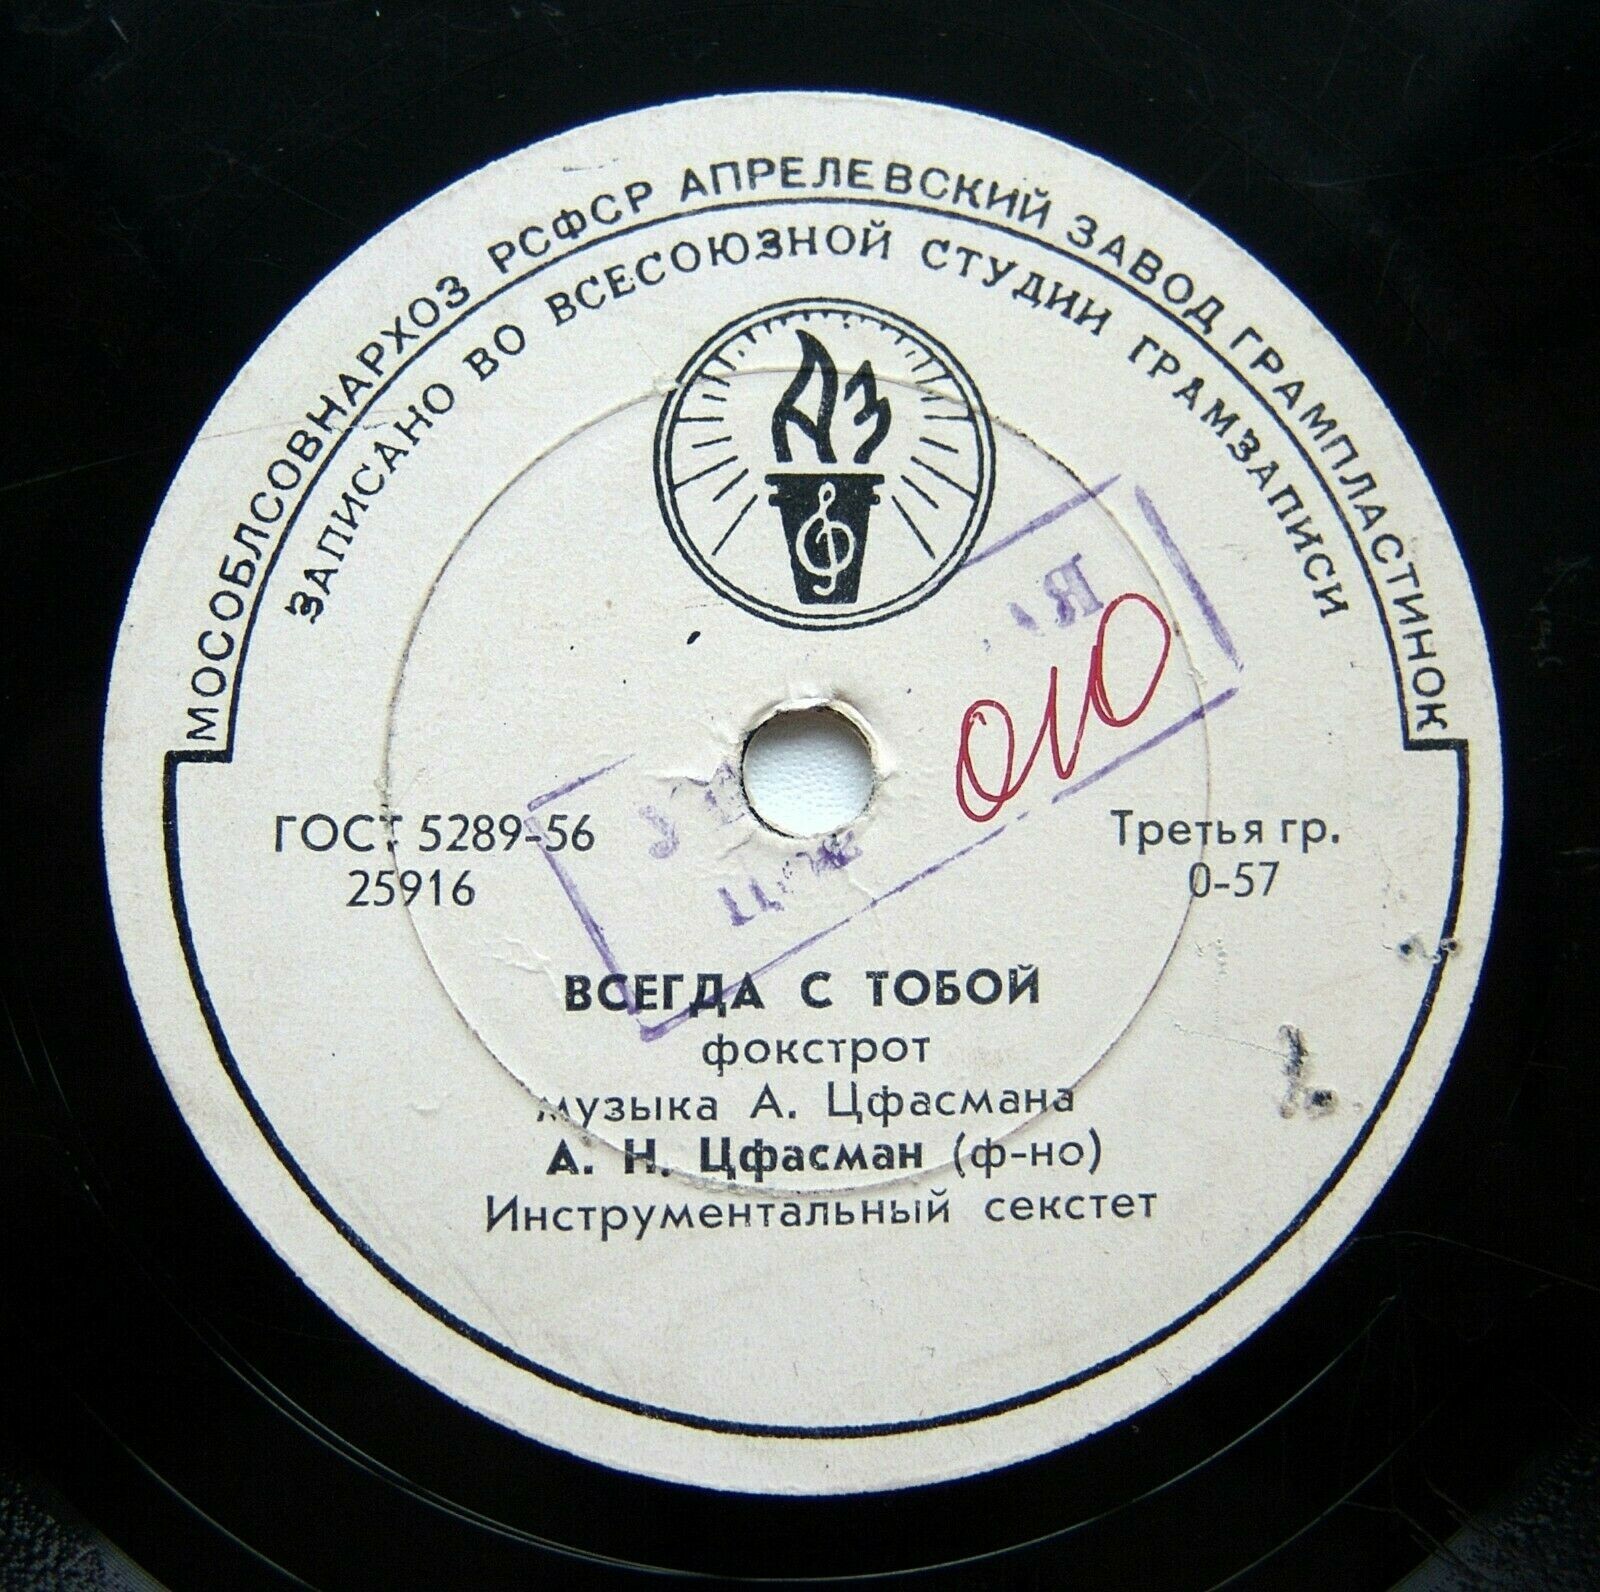 МОСОБЛСОВНАРХОЗ РСФСР АПРЕЛЕВСКИЙ ЗАВОД ГРАМПЛАСТИНОК
ЗАПИСАНО ВО ВСЕСОЮЗНОЙ СТУДИИ ГРАМЗАПИСИ
АЗ
ГОСТ 5289-56
25916
Третья гр.
0-57
ВСЕГДА С ТОБОЙ
фокстрот
музыка А. Цфасмана
А. Н. Цфасман (ф-но)
Инструментальный секстет